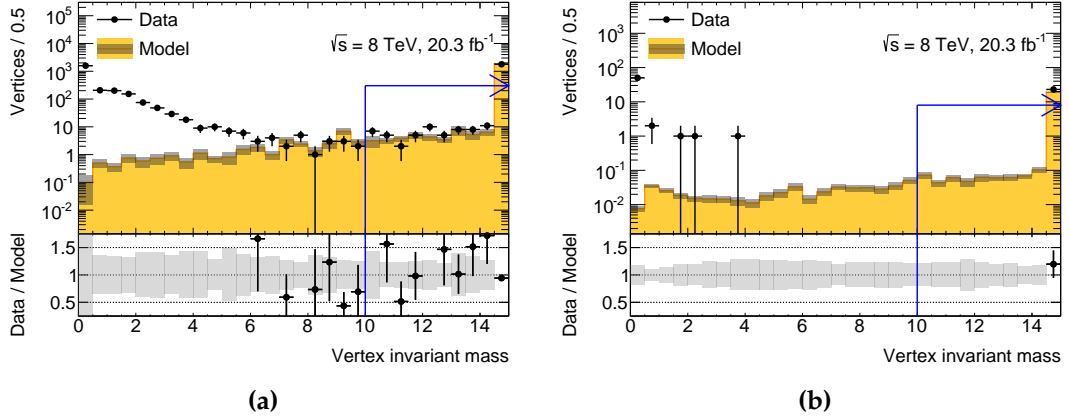 Vertices / 0.5
10⁵
10⁴
10³
10²
10
1
10⁻¹
10⁻²
Data
Model
√s = 8 TeV, 20.3 fb⁻¹
Data / Model
1.5
1
0.5
0 2 4 6 8 10 12 14
Vertex invariant mass
(a)
Vertices / 0.5
10³
10²
10
1
10⁻¹
10⁻²
Data
Model
√s = 8 TeV, 20.3 fb⁻¹
Data / Model
1.5
1
0.5
0 2 4 6 8 10 12 14
Vertex invariant mass
(b)